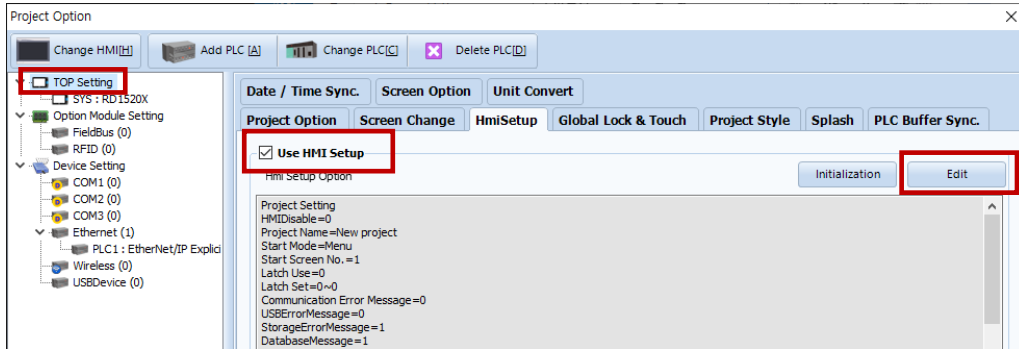 Project Option
Change HMI[H] Add PLC [A] Change PLC[C] Delete PLC[D]
TOP Setting
SYS : RD1520X
Option Module Setting
FieldBus (0)
RFID (0)
Device Setting
COM1 (0)
COM2 (0)
COM3 (0)
Ethernet (1)
PLC1 : EtherNet/IP Explici
Wireless (0)
USBDevice (0)
Date / Time Sync. Screen Option Unit Convert
Project Option Screen Change HmiSetup Global Lock & Touch Project Style Splash PLC Buffer Sync.
Use HMI Setup
Hmi Setup Option Initialization Edit
Project Setting
HMIDisable=0
Project Name=New project
Start Mode=Menu
Start Screen No.=1
Latch Use=0
Latch Set=0~0
Communication Error Message=0
USBErrorMessage=0
StorageErrorMessage=1
DatabaseMessage=1